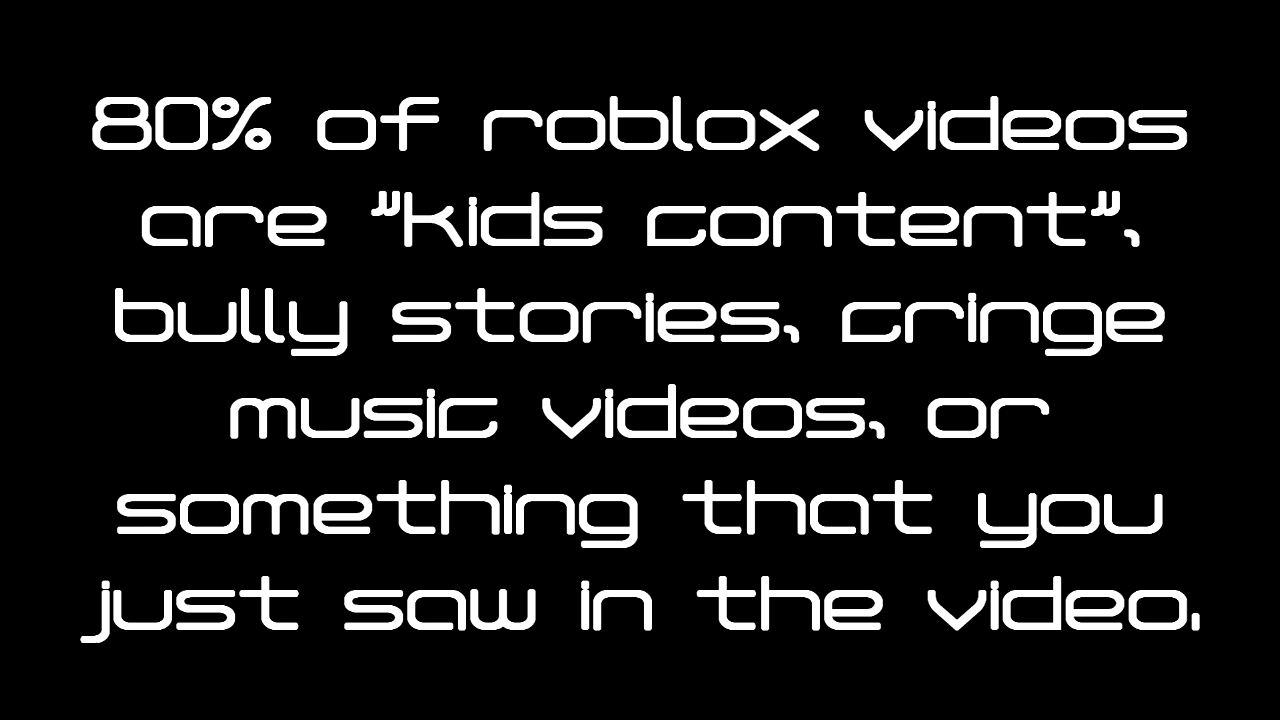 80% of roblox videos
are "kids content",
bully stories, cringe
music videos, or
something that you
just saw in the video.